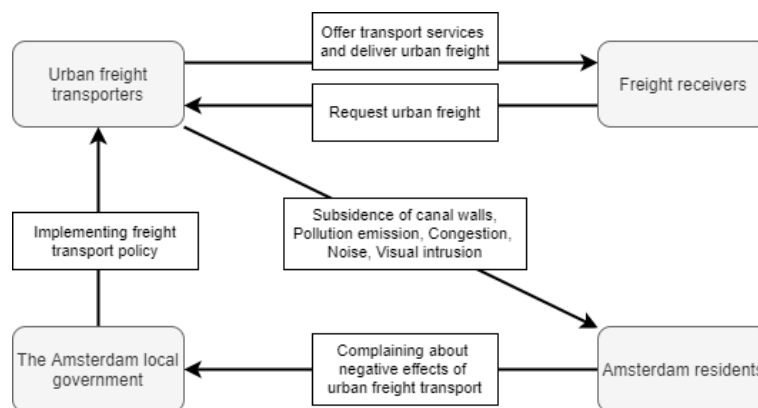 Offer transport services
and deliver urban freight
Urban freight
transporters
Freight receivers
Request urban freight
Implementing freight
transport policy
Subsidence of canal walls,
Pollution emission, Congestion,
Noise, Visual intrusion
The Amsterdam local
government
Complaining about
negative effects of
urban freight transport
Amsterdam residents